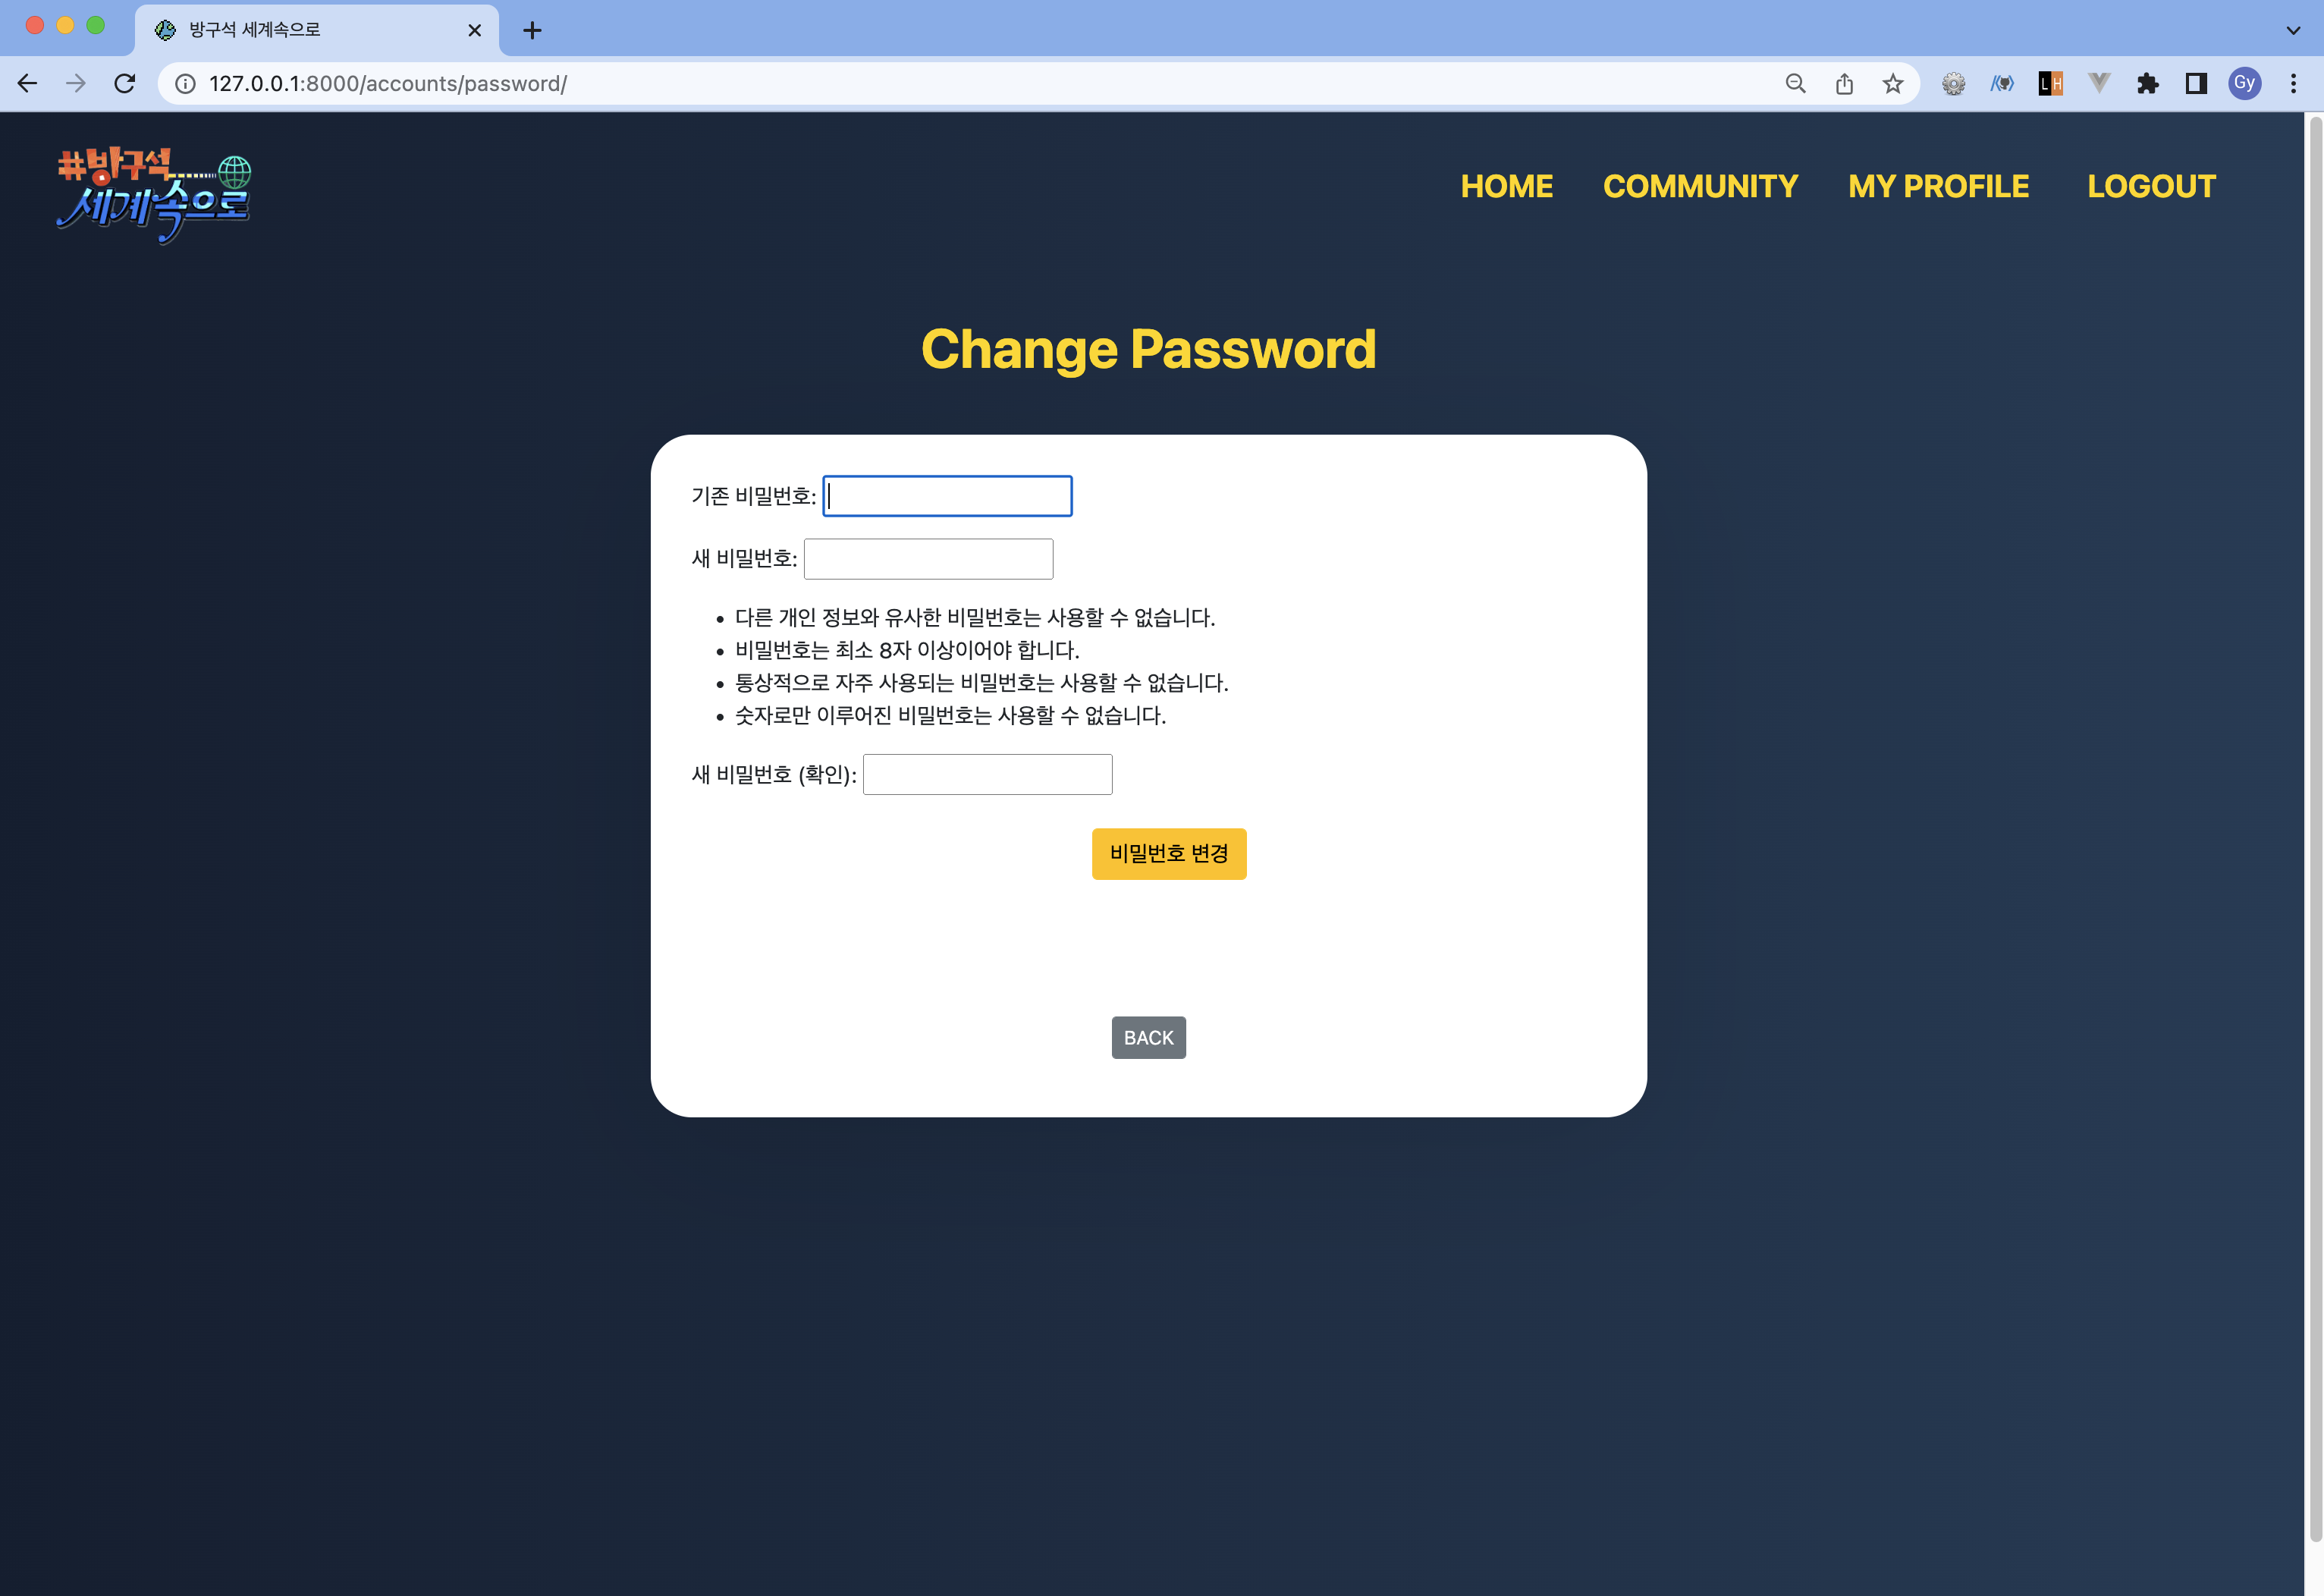 방구석 세계속으로
127.0.0.1:8000/accounts/password/
LH
Gy
#방구석
세계속으로
HOME COMMUNITY MY PROFILE LOGOUT
Change Password
기존 비밀번호:
새 비밀번호:
• 다른 개인 정보와 유사한 비밀번호는 사용할 수 없습니다.
• 비밀번호는 최소 8자 이상이어야 합니다.
• 통상적으로 자주 사용되는 비밀번호는 사용할 수 없습니다.
• 숫자로만 이루어진 비밀번호는 사용할 수 없습니다.
새 비밀번호 (확인):
비밀번호 변경
BACK